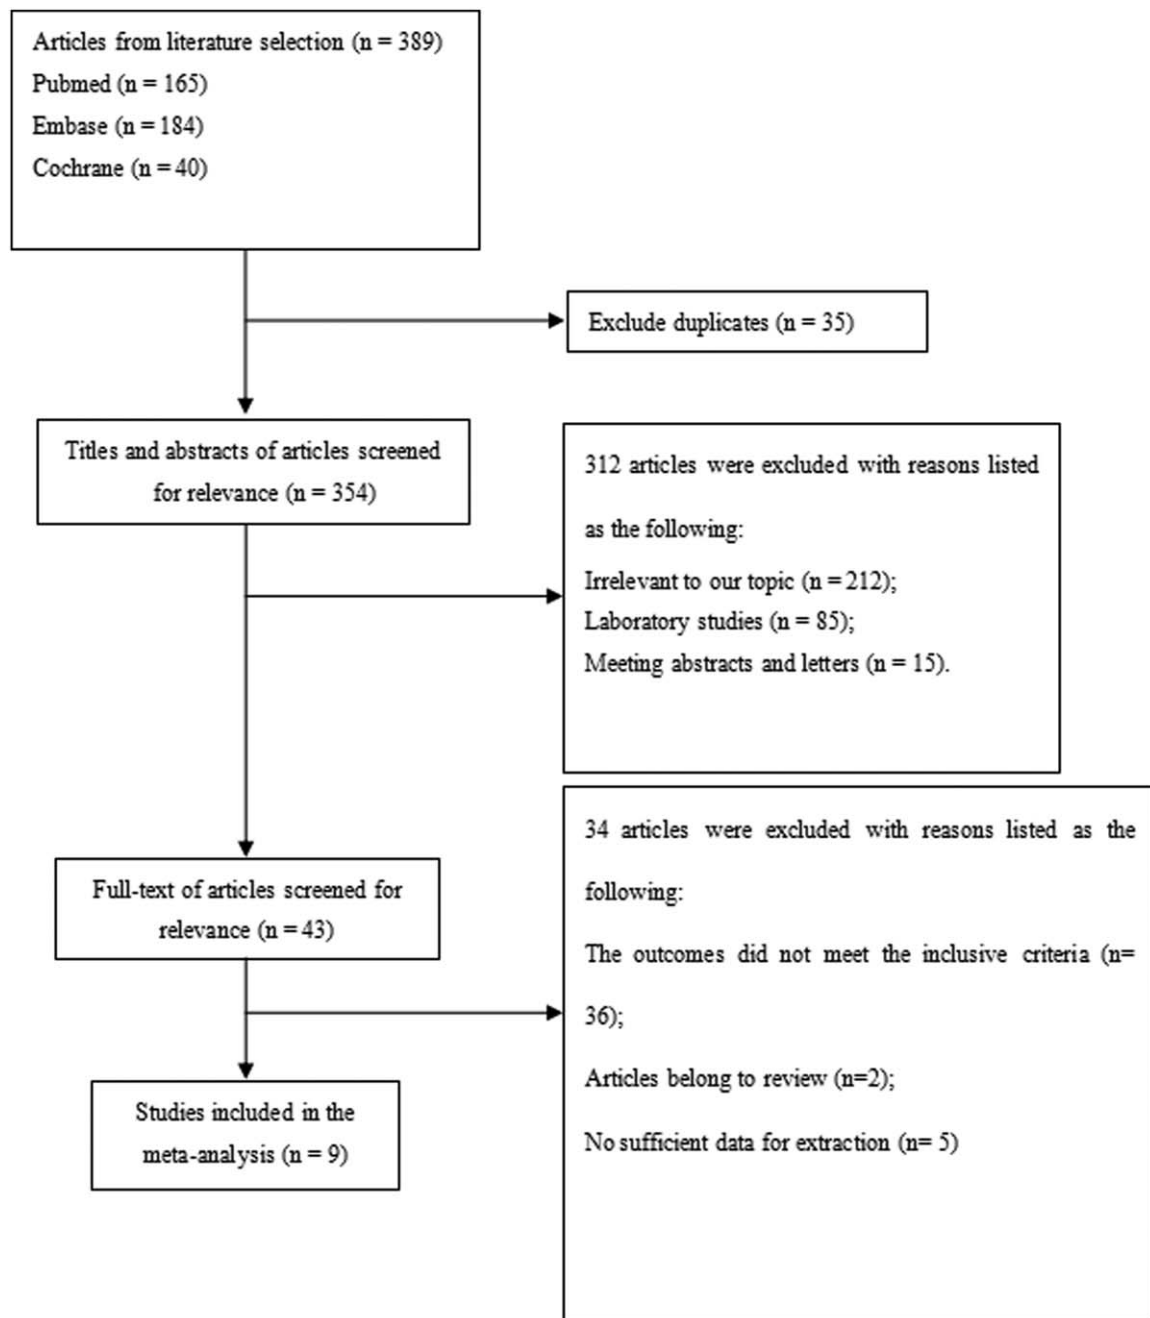 Articles from literature selection (n = 389)
Pubmed (n = 165)
Embase (n = 184)
Cochrane (n = 40)
Exclude duplicates (n = 35)
Titles and abstracts of articles screened
for relevance (n = 354)
312 articles were excluded with reasons listed
as the following:
Irrelevant to our topic (n = 212);
Laboratory studies (n = 85);
Meeting abstracts and letters (n = 15).
Full-text of articles screened for
relevance (n = 43)
34 articles were excluded with reasons listed as the
following:
The outcomes did not meet the inclusive criteria (n=
36);
Articles belong to review (n=2);
No sufficient data for extraction (n= 5)
Studies included in the
meta-analysis (n = 9)